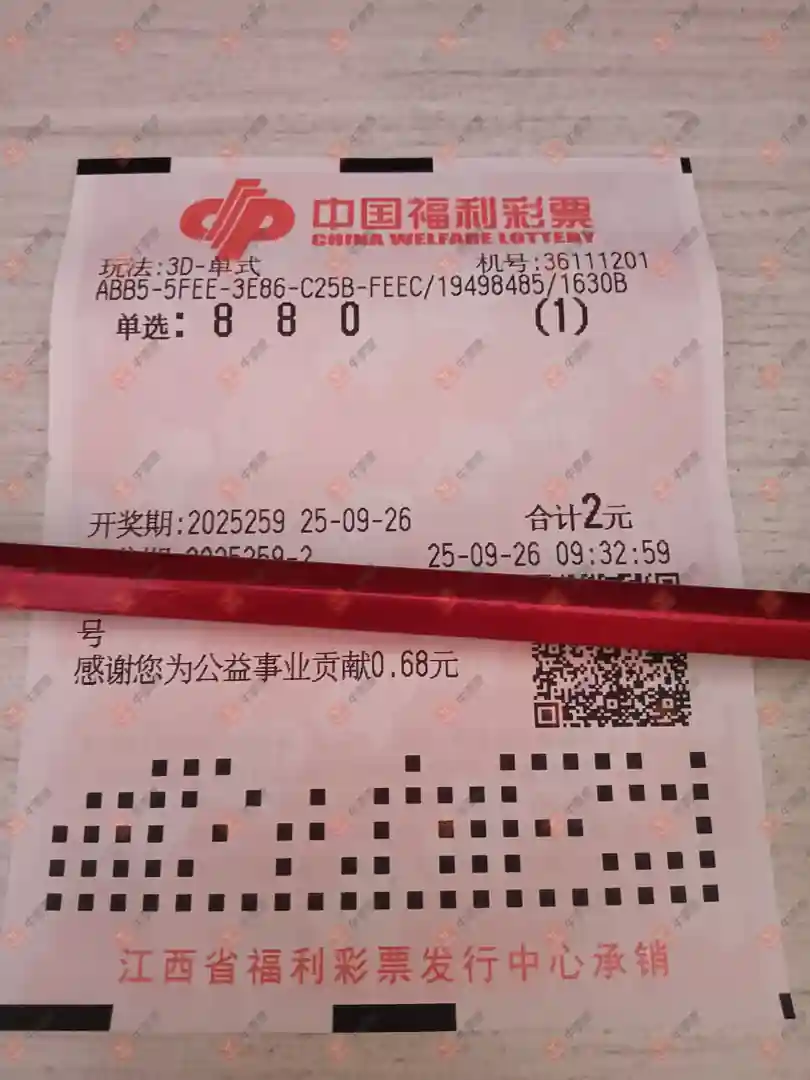 中国福利彩票
CHINA WELFARE LOTTERY
玩法:3D-单式 机号:36111201
ABB5-5FEE-3E86-C25B-FEEC/19498485/1630B
单选: 8 8 0 (1)
开奖期:2025259 25-09-26 合计2元
2025259-2 25-09-26 09:32:59
号
感谢您为公益事业贡献0.68元
江西省福利彩票发行中心承销